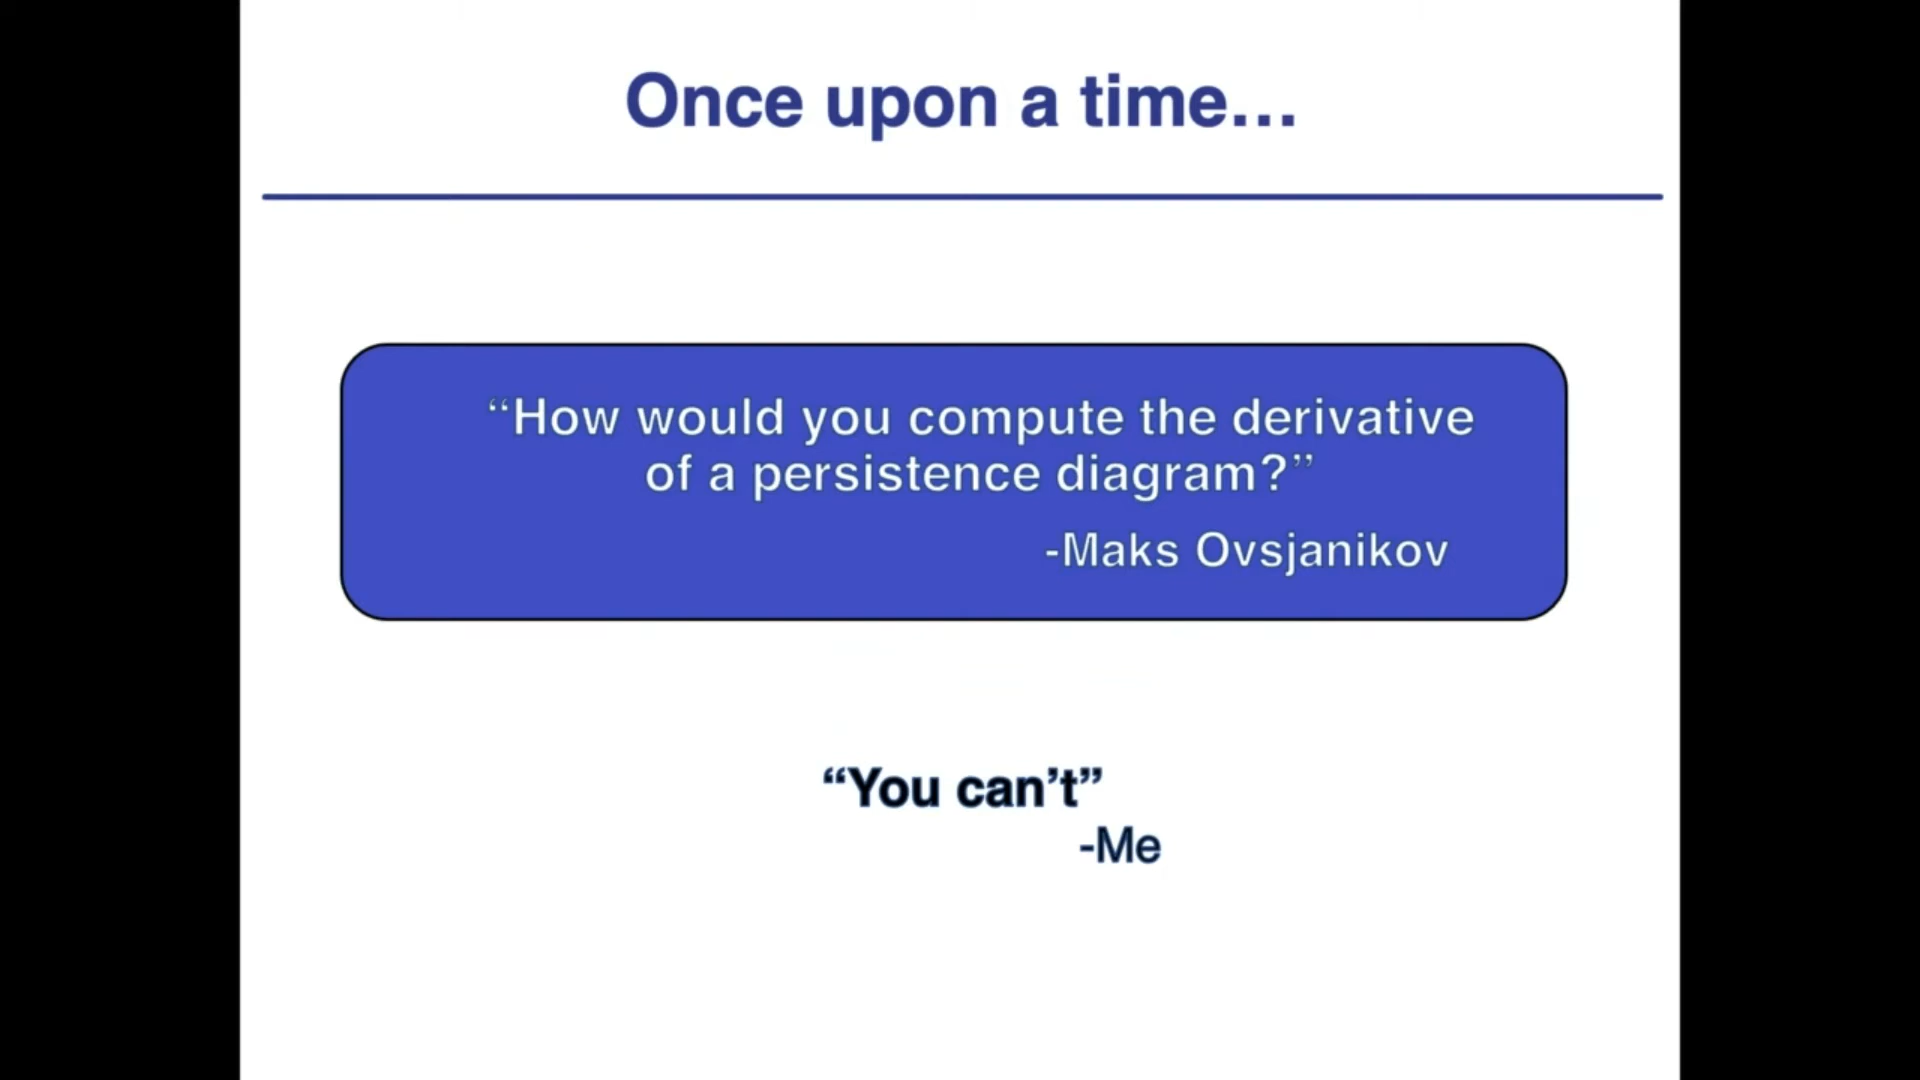 Once upon a time...
“How would you compute the derivative
of a persistence diagram?”
-Maks Ovsjanikov
“You can’t”
-Me